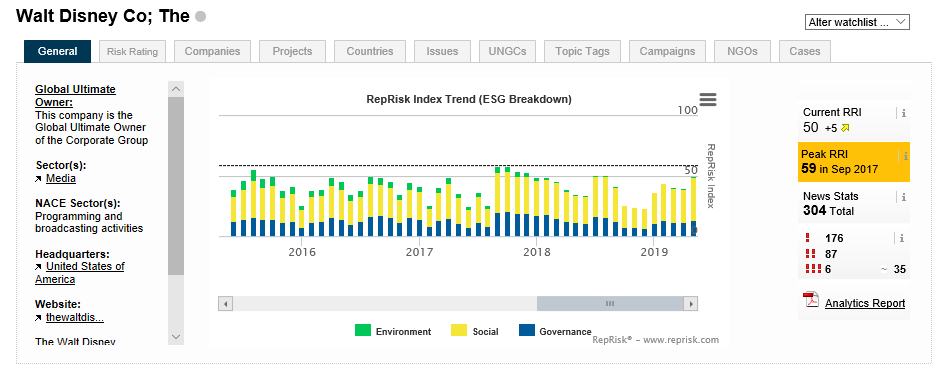 Walt Disney Co; The
Alter watchlist ...
General
Risk Rating
Companies
Projects
Countries
Issues
UNGCs
Topic Tags
Campaigns
NGOs
Cases
Global Ultimate
Owner:
This company is the
Global Ultimate Owner
of the Corporate Group
Sector(s):
Media
NACE Sector(s):
Programming and
broadcasting activities
Headquarters:
United States of
America
Website:
thewaltdis...
The Walt Disney
RepRisk Index Trend (ESG Breakdown)
100
50
0
RepRisk Index
2016
2017
2018
2019
Environment
Social
Governance
RepRisk® - www.reprisk.com
Current RRI
50 +5
Peak RRI
59 in Sep 2017
News Stats
304 Total
176
87
6 ~ 35
Analytics Report